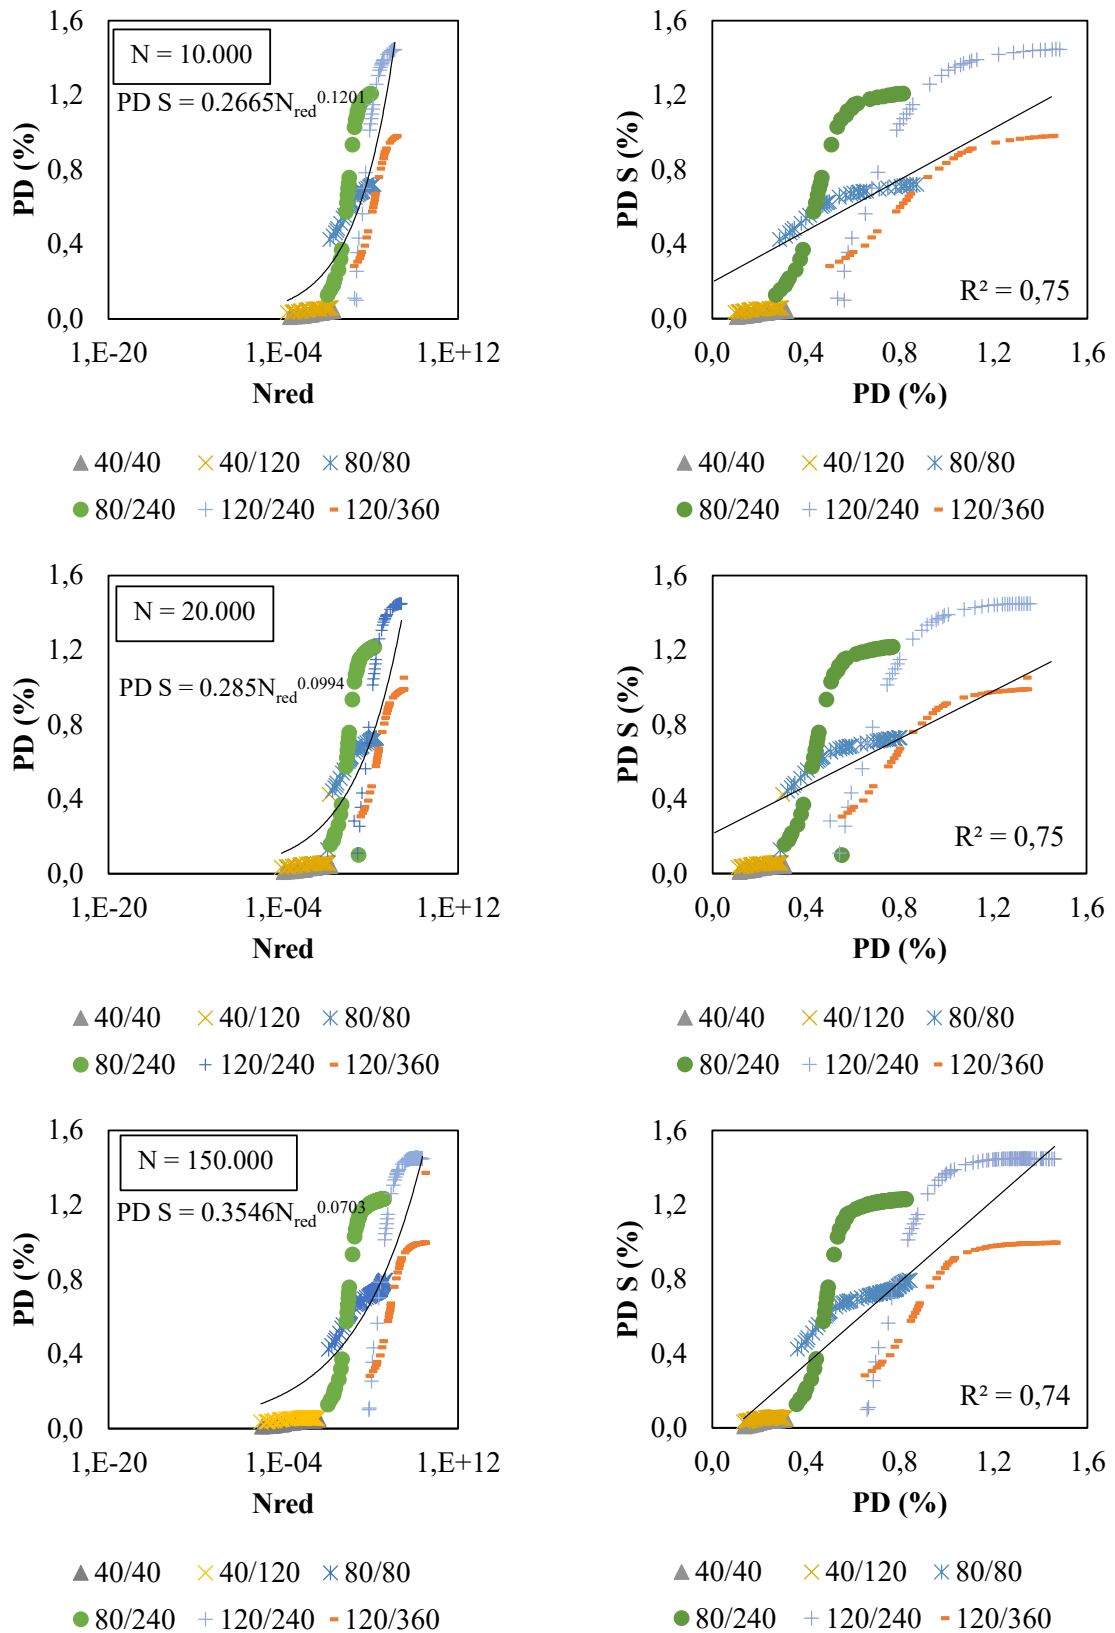 1,6
N = 10.000
PD S = 0.2665Nred0.1201
1,2
0,8
0,4
0,0
PD (%)
1,E-20 1,E-04 1,E+12
Nred
40/40 40/120 80/80
80/240 120/240 120/360
1,6
1,2
0,8
0,4
0,0
PD S (%)
R² = 0,75
0,0 0,4 0,8 1,2 1,6
PD (%)
40/40 40/120 80/80
80/240 120/240 120/360
1,6
N = 20.000
1,2
PD S = 0.285Nred0.0994
0,8
0,4
0,0
PD (%)
1,E-20 1,E-04 1,E+12
Nred
40/40 40/120 80/80
80/240 120/240 120/360
1,6
1,2
0,8
0,4
0,0
PD S (%)
R² = 0,75
0,0 0,4 0,8 1,2 1,6
PD (%)
40/40 40/120 80/80
80/240 120/240 120/360
1,6
N = 150.000
PD S = 0.3546Nred0.0703
1,2
0,8
0,4
0,0
PD (%)
1,E-20 1,E-04 1,E+12
Nred
40/40 40/120 80/80
80/240 120/240 120/360
1,6
1,2
0,8
0,4
0,0
PD S (%)
R² = 0,74
0,0 0,4 0,8 1,2 1,6
PD (%)
40/40 40/120 80/80
80/240 120/240 120/360